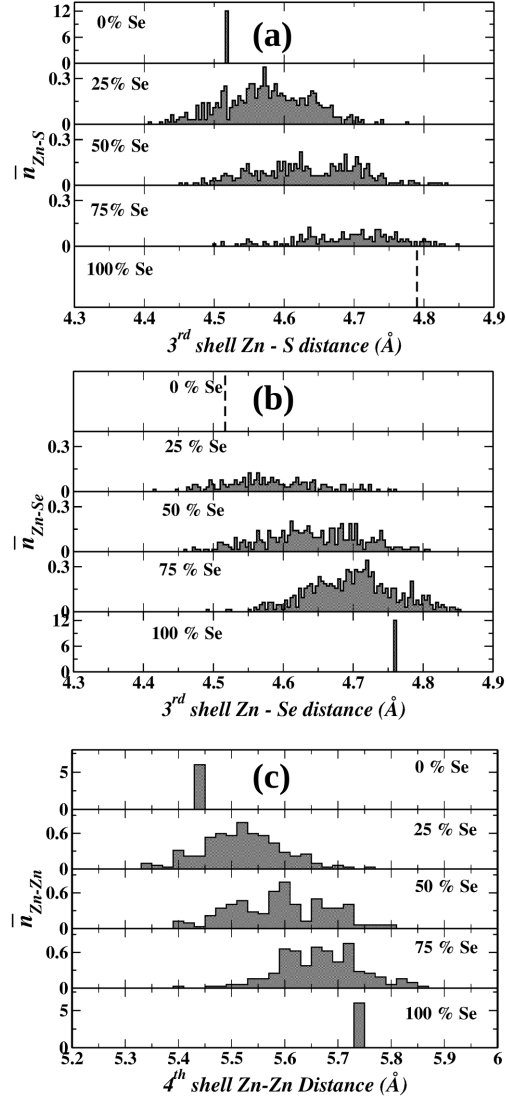 12
9
6
3
0
0% Se
(a)
0.3
0
25% Se
0.3
0
50% Se
0.3
0
75% Se
100% Se
n Zn-S
4.3 4.4 4.5 4.6 4.7 4.8 4.9
3rd shell Zn - S distance (Å)
0 % Se
(b)
0.3
0
25 % Se
0.3
0
50 % Se
0.3
0
75 % Se
12
6
0
100 % Se
n Zn-Se
4.3 4.4 4.5 4.6 4.7 4.8 4.9
3rd shell Zn - Se distance (Å)
5
0
(c)
0 % Se
0.6
0
25 % Se
0.6
0
50 % Se
0.6
0
75 % Se
5
0
100 % Se
n Zn-Zn
5.2 5.3 5.4 5.5 5.6 5.7 5.8 5.9 6
4th shell Zn-Zn Distance (Å)